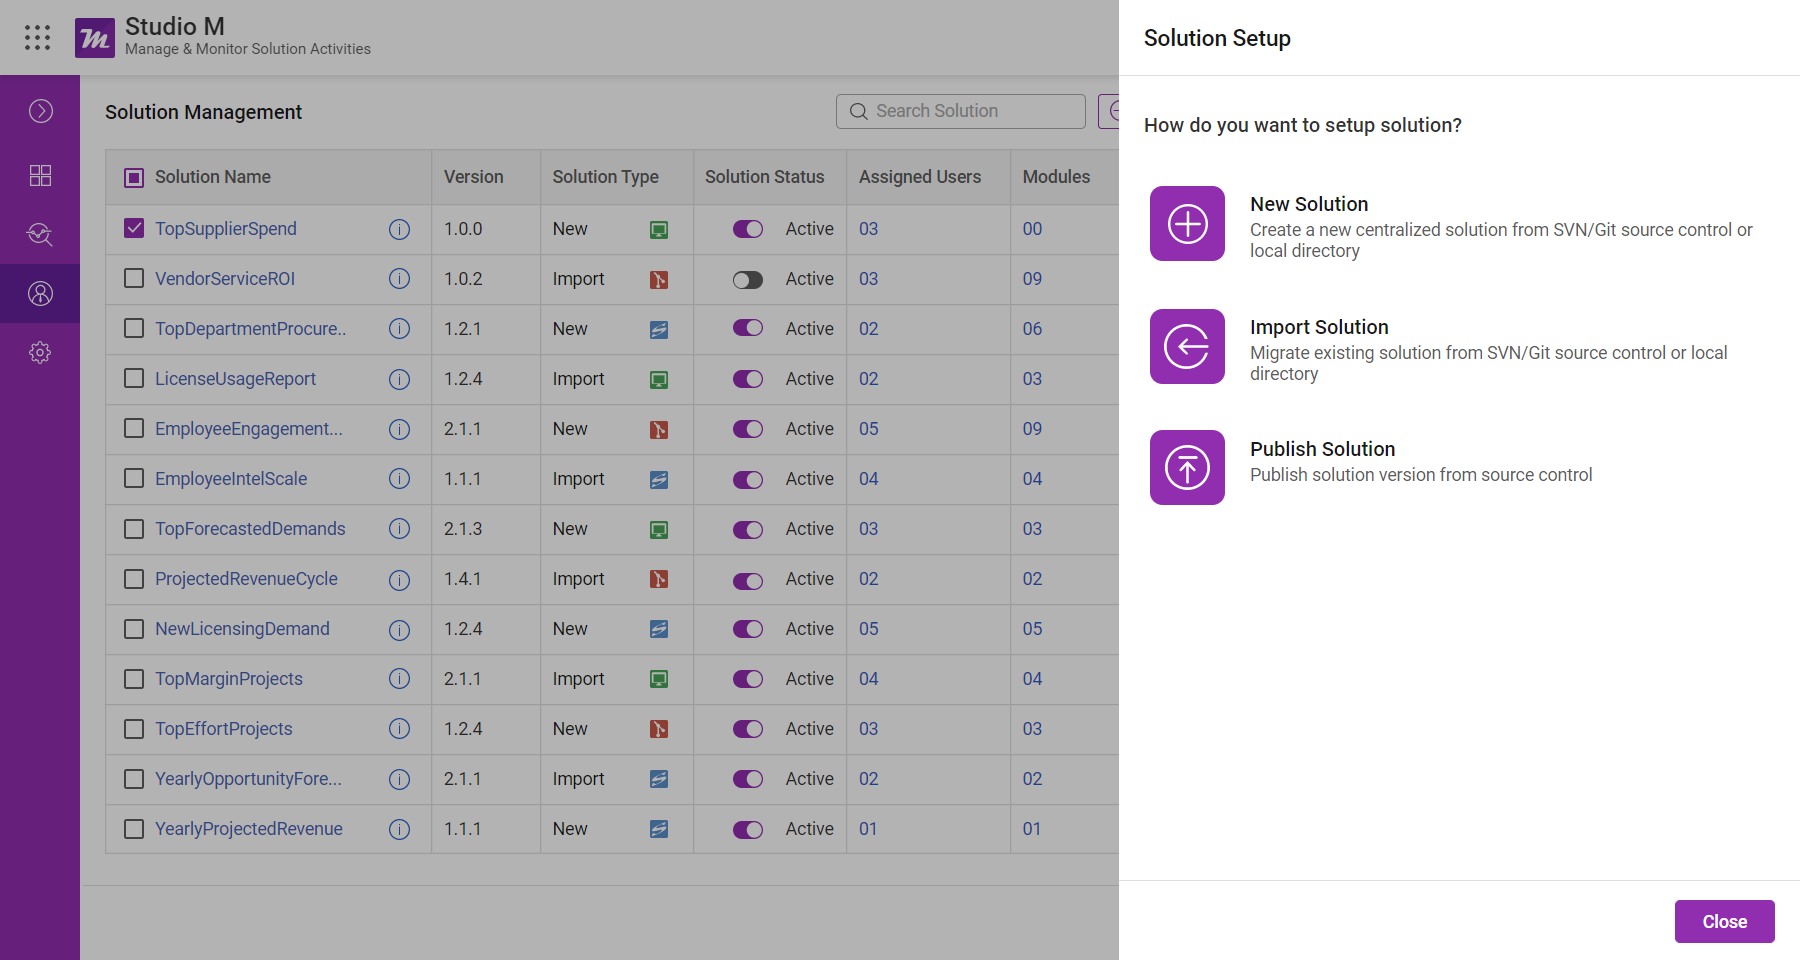 Studio M
Manage & Monitor Solution Activities
Solution Management
Search Solution
Solution Name Version Solution Type Solution Status Assigned Users Modules
TopSupplierSpend 1.0.0 New Active 03 00
VendorServiceROI 1.0.2 Import Active 03 09
TopDepartmentProcure.. 1.2.1 New Active 02 06
LicenseUsageReport 1.2.4 Import Active 02 03
EmployeeEngagement... 2.1.1 New Active 05 09
EmployeeIntelScale 1.1.1 Import Active 04 04
TopForecastedDemands 2.1.3 New Active 03 03
ProjectedRevenueCycle 1.4.1 Import Active 02 02
NewLicensingDemand 1.2.4 New Active 05 05
TopMarginProjects 2.1.1 Import Active 04 04
TopEffortProjects 1.2.4 New Active 03 03
YearlyOpportunityFore... 2.1.1 Import Active 02 02
YearlyProjectedRevenue 1.1.1 New Active 01 01
Solution Setup
How do you want to setup solution?
New Solution
Create a new centralized solution from SVN/Git source control or
local directory
Import Solution
Migrate existing solution from SVN/Git source control or local
directory
Publish Solution
Publish solution version from source control
Close